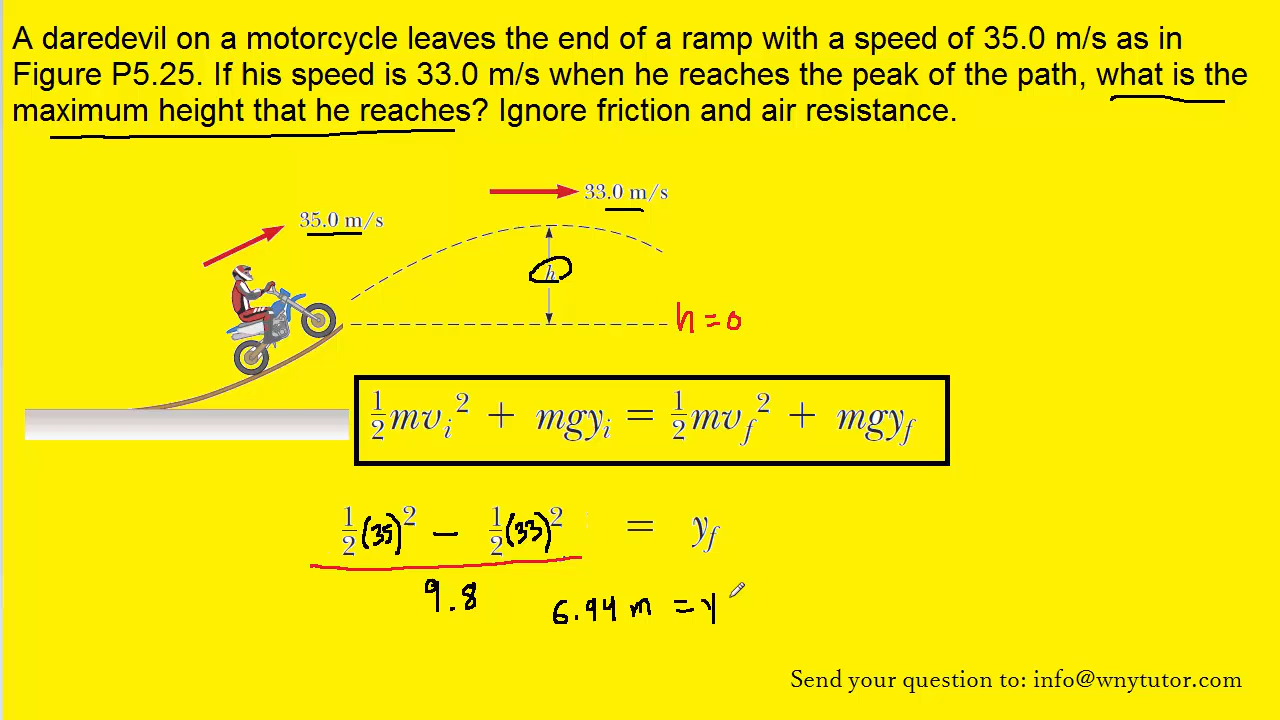 A daredevil on a motorcycle leaves the end of a ramp with a speed of 35.0 m/s as in
Figure P5.25. If his speed is 33.0 m/s when he reaches the peak of the path, what is the
maximum height that he reaches? Ignore friction and air resistance.
33.0 m/s
35.0 m/s
h
h = 0
½mvᵢ² + mgyᵢ = ½mv_f² + mgy_f
½(35)² − ½(33)² = y_f
9.8
6.94 m = y
Send your question to: info@wnytutor.com